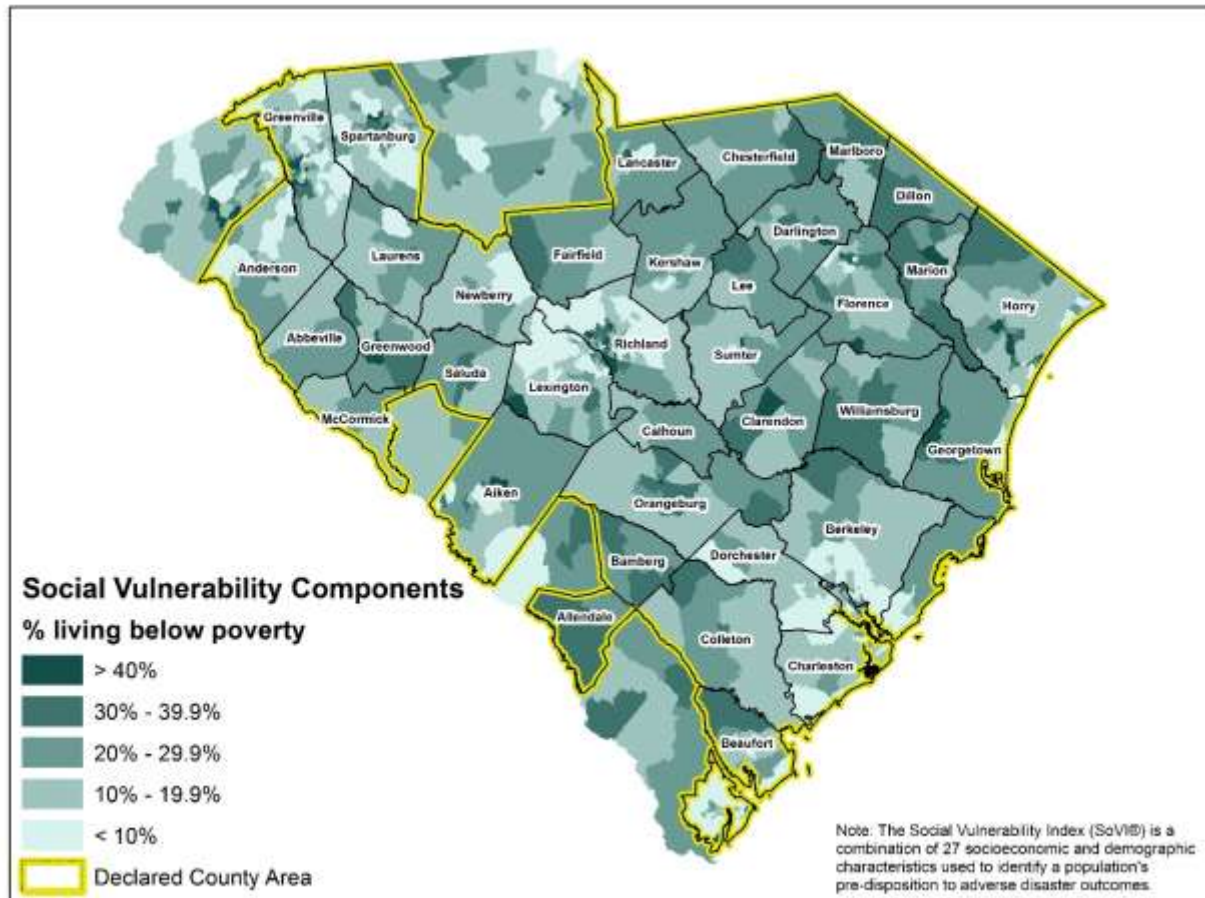 Greenville
Spartanburg
Lancaster
Chesterfield
Marlboro
Dillon
Darlington
Laurens
Fairfield
Anderson
Kershaw
Marion
Newberry
Lee
Florence
Horry
Abbeville
Greenwood
Richland
Sumter
Saluda
Lexington
McCormick
Clarendon
Williamsburg
Calhoun
Georgetown
Aiken
Orangeburg
Berkeley
Bamberg
Dorchester
Allendale
Colleton
Charleston
Beaufort
Social Vulnerability Components
% living below poverty
> 40%
30% - 39.9%
20% - 29.9%
10% - 19.9%
< 10%
Declared County Area
Note: The Social Vulnerability Index (SoVI®) is a
combination of 27 socioeconomic and demographic
characteristics used to identify a population's
pre-disposition to adverse disaster outcomes.